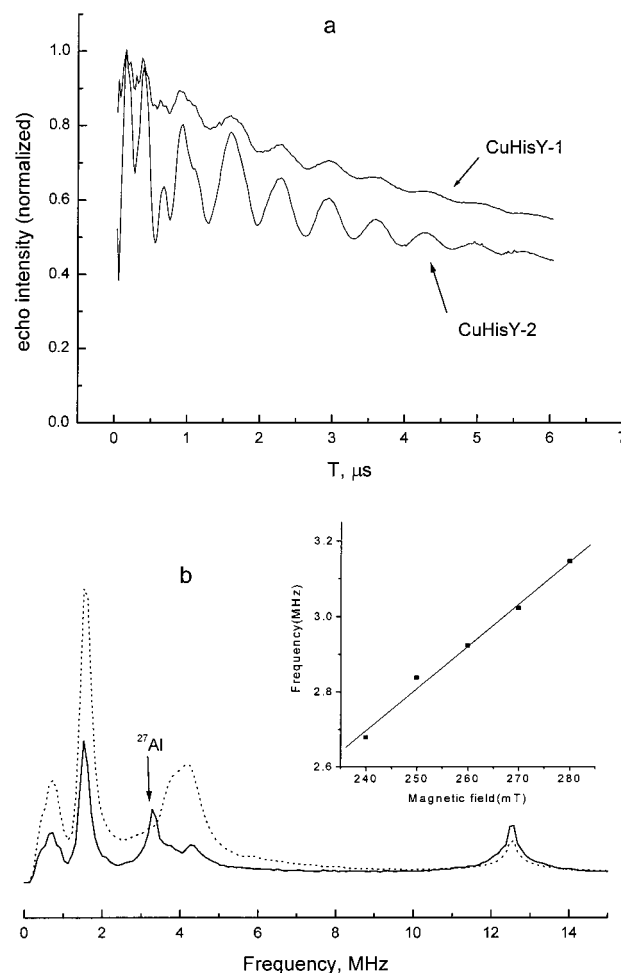 a
1.0
0.8
0.6
0.4
0.2
0.0
echo intensity (normalized)
CuHisY-1
CuHisY-2
0 1 2 3 4 5 6 7
T, μs
b
27Al
3.2
3.0
2.8
2.6
Frequency(MHz)
240 250 260 270 280
Magnetic field(mT)
0 2 4 6 8 10 12 14
Frequency, MHz